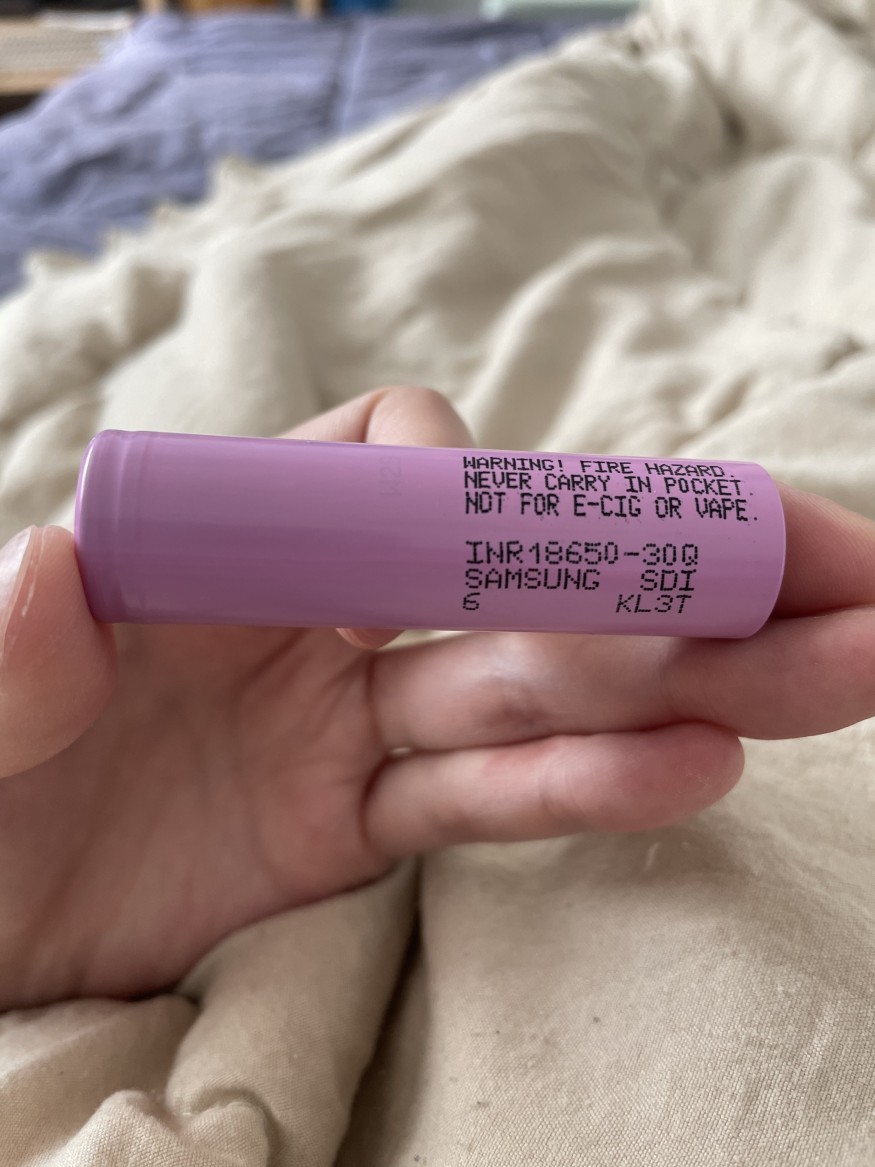 WARNING! FIRE HAZARD.
NEVER CARRY IN POCKET.
NOT FOR E-CIG OR VAPE.
INR18650-30Q
SAMSUNG SDI
6 KL3T